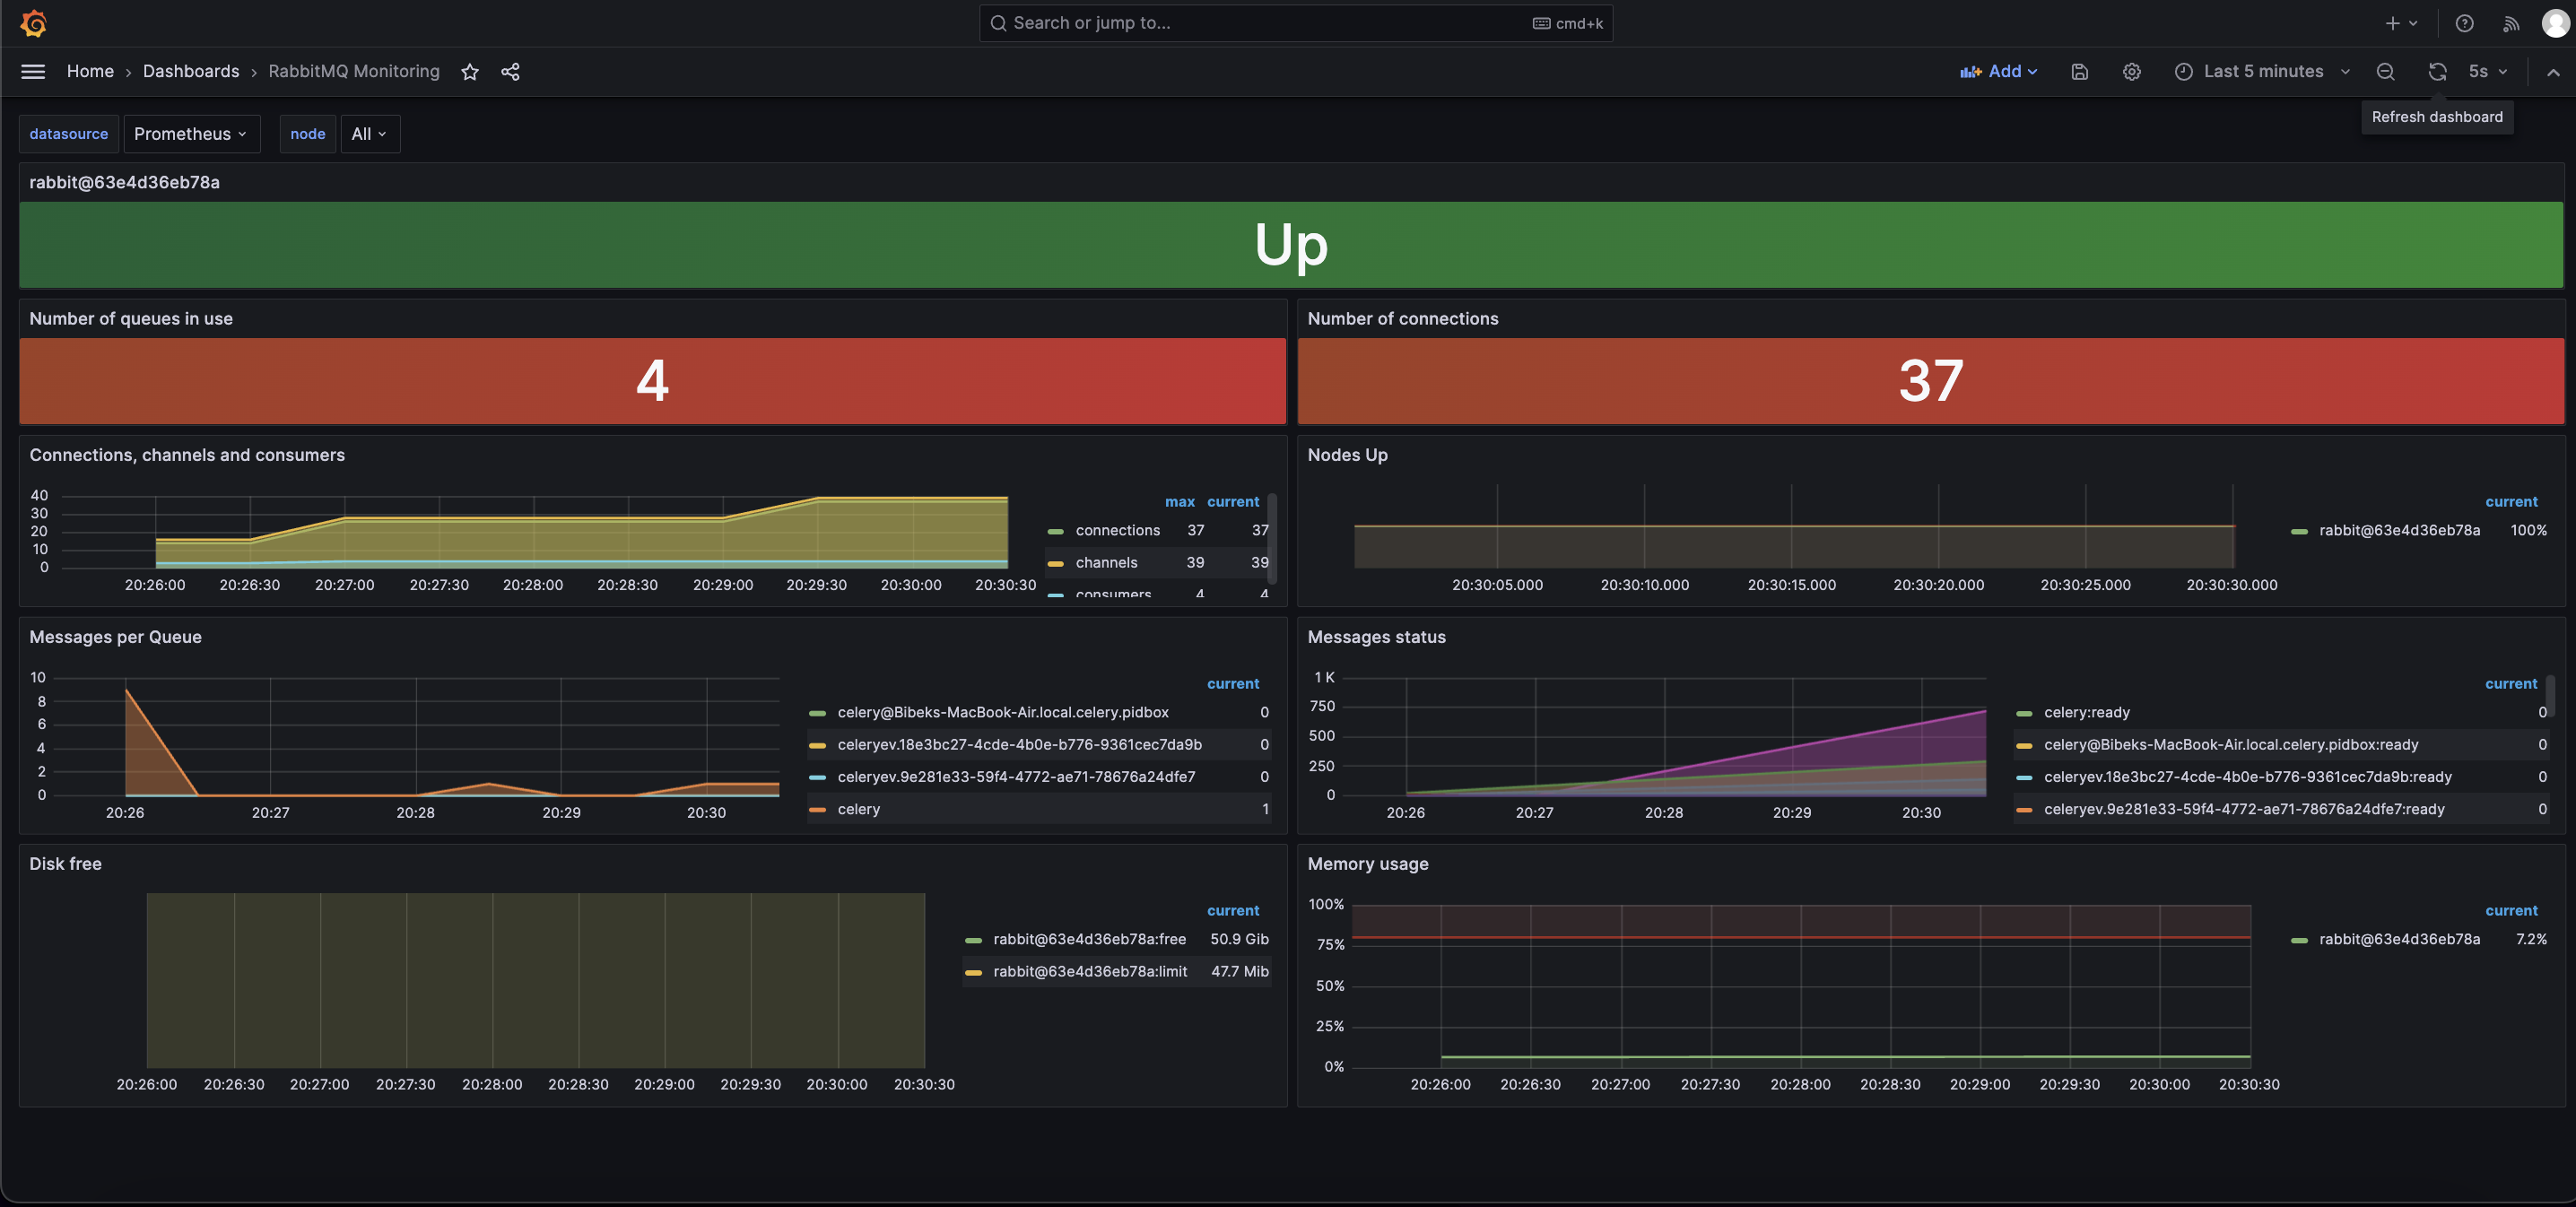 Search or jump to... cmd+k
Home › Dashboards › RabbitMQ Monitoring Add Last 5 minutes 5s
Refresh dashboard
datasource Prometheus node All
rabbit@63e4d36eb78a
Up
Number of queues in use
4
Number of connections
37
Connections, channels and consumers
40
30
20
10
0
20:26:00 20:26:30 20:27:00 20:27:30 20:28:00 20:28:30 20:29:00 20:29:30 20:30:00 20:30:30
max current
connections 37 37
channels 39 39
consumers 4 4
Nodes Up
20:30:05.000 20:30:10.000 20:30:15.000 20:30:20.000 20:30:25.000 20:30:30.000
current
rabbit@63e4d36eb78a 100%
Messages per Queue
10
8
6
4
2
0
20:26 20:27 20:28 20:29 20:30
current
celery@Bibeks-MacBook-Air.local.celery.pidbox 0
celeryev.18e3bc27-4cde-4b0e-b776-9361cec7da9b 0
celeryev.9e281e33-59f4-4772-ae71-78676a24dfe7 0
celery 1
Messages status
1 K
750
500
250
0
20:26 20:27 20:28 20:29 20:30
current
celery:ready 0
celery@Bibeks-MacBook-Air.local.celery.pidbox:ready 0
celeryev.18e3bc27-4cde-4b0e-b776-9361cec7da9b:ready 0
celeryev.9e281e33-59f4-4772-ae71-78676a24dfe7:ready 0
Disk free
20:26:00 20:26:30 20:27:00 20:27:30 20:28:00 20:28:30 20:29:00 20:29:30 20:30:00 20:30:30
current
rabbit@63e4d36eb78a:free 50.9 Gib
rabbit@63e4d36eb78a:limit 47.7 Mib
Memory usage
100%
75%
50%
25%
0%
20:26:00 20:26:30 20:27:00 20:27:30 20:28:00 20:28:30 20:29:00 20:29:30 20:30:00 20:30:30
current
rabbit@63e4d36eb78a 7.2%